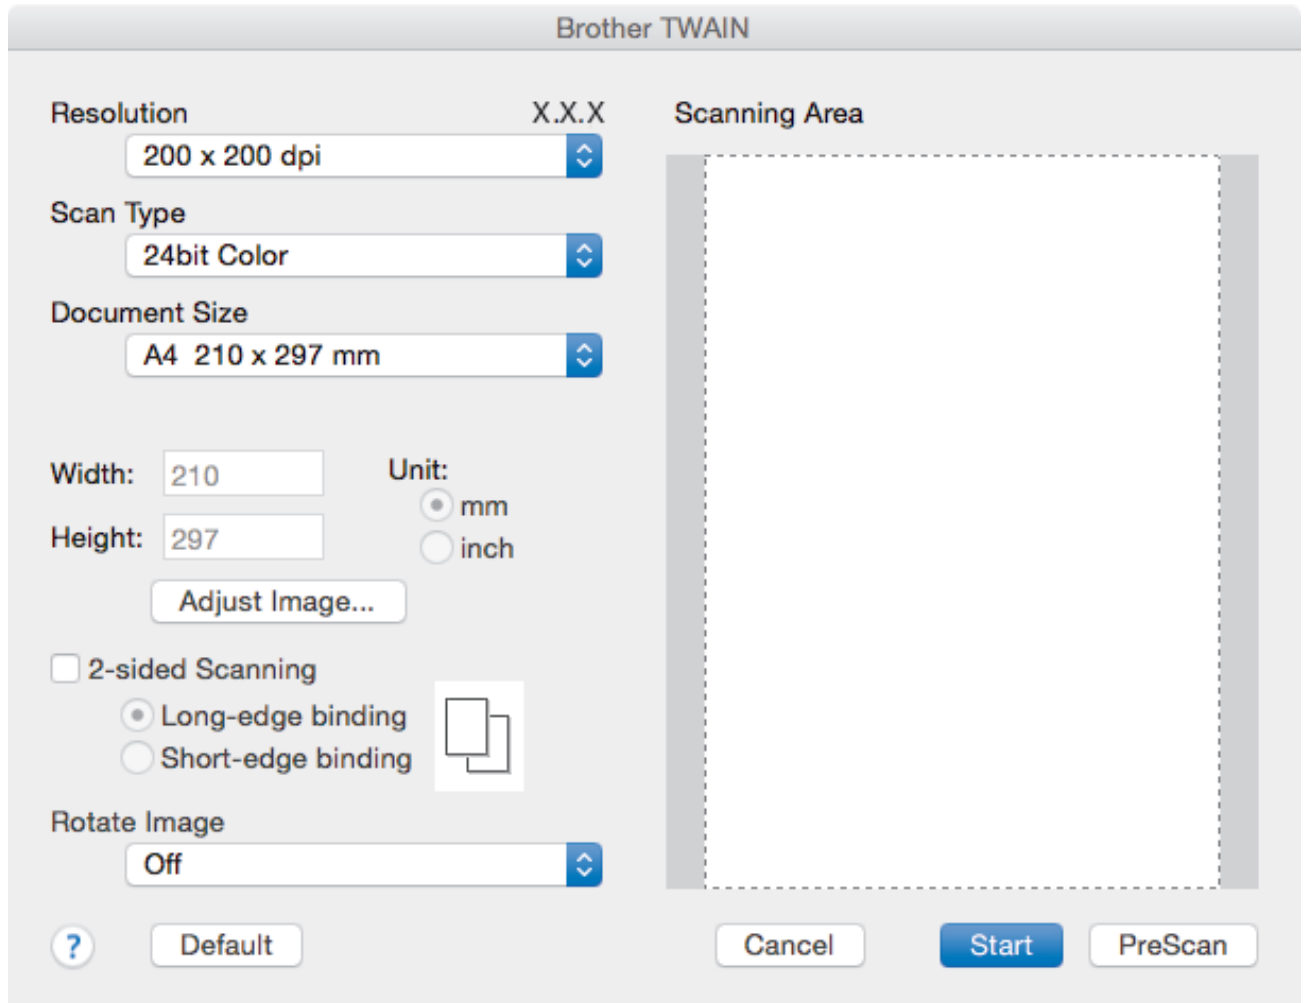 Brother TWAIN
Resolution X.X.X
200 x 200 dpi
Scan Type
24bit Color
Document Size
A4 210 x 297 mm
Width: 210
Height: 297
Unit:
mm
inch
Adjust Image...
2-sided Scanning
Long-edge binding
Short-edge binding
Rotate Image
Off
? Default
Scanning Area
Cancel Start PreScan